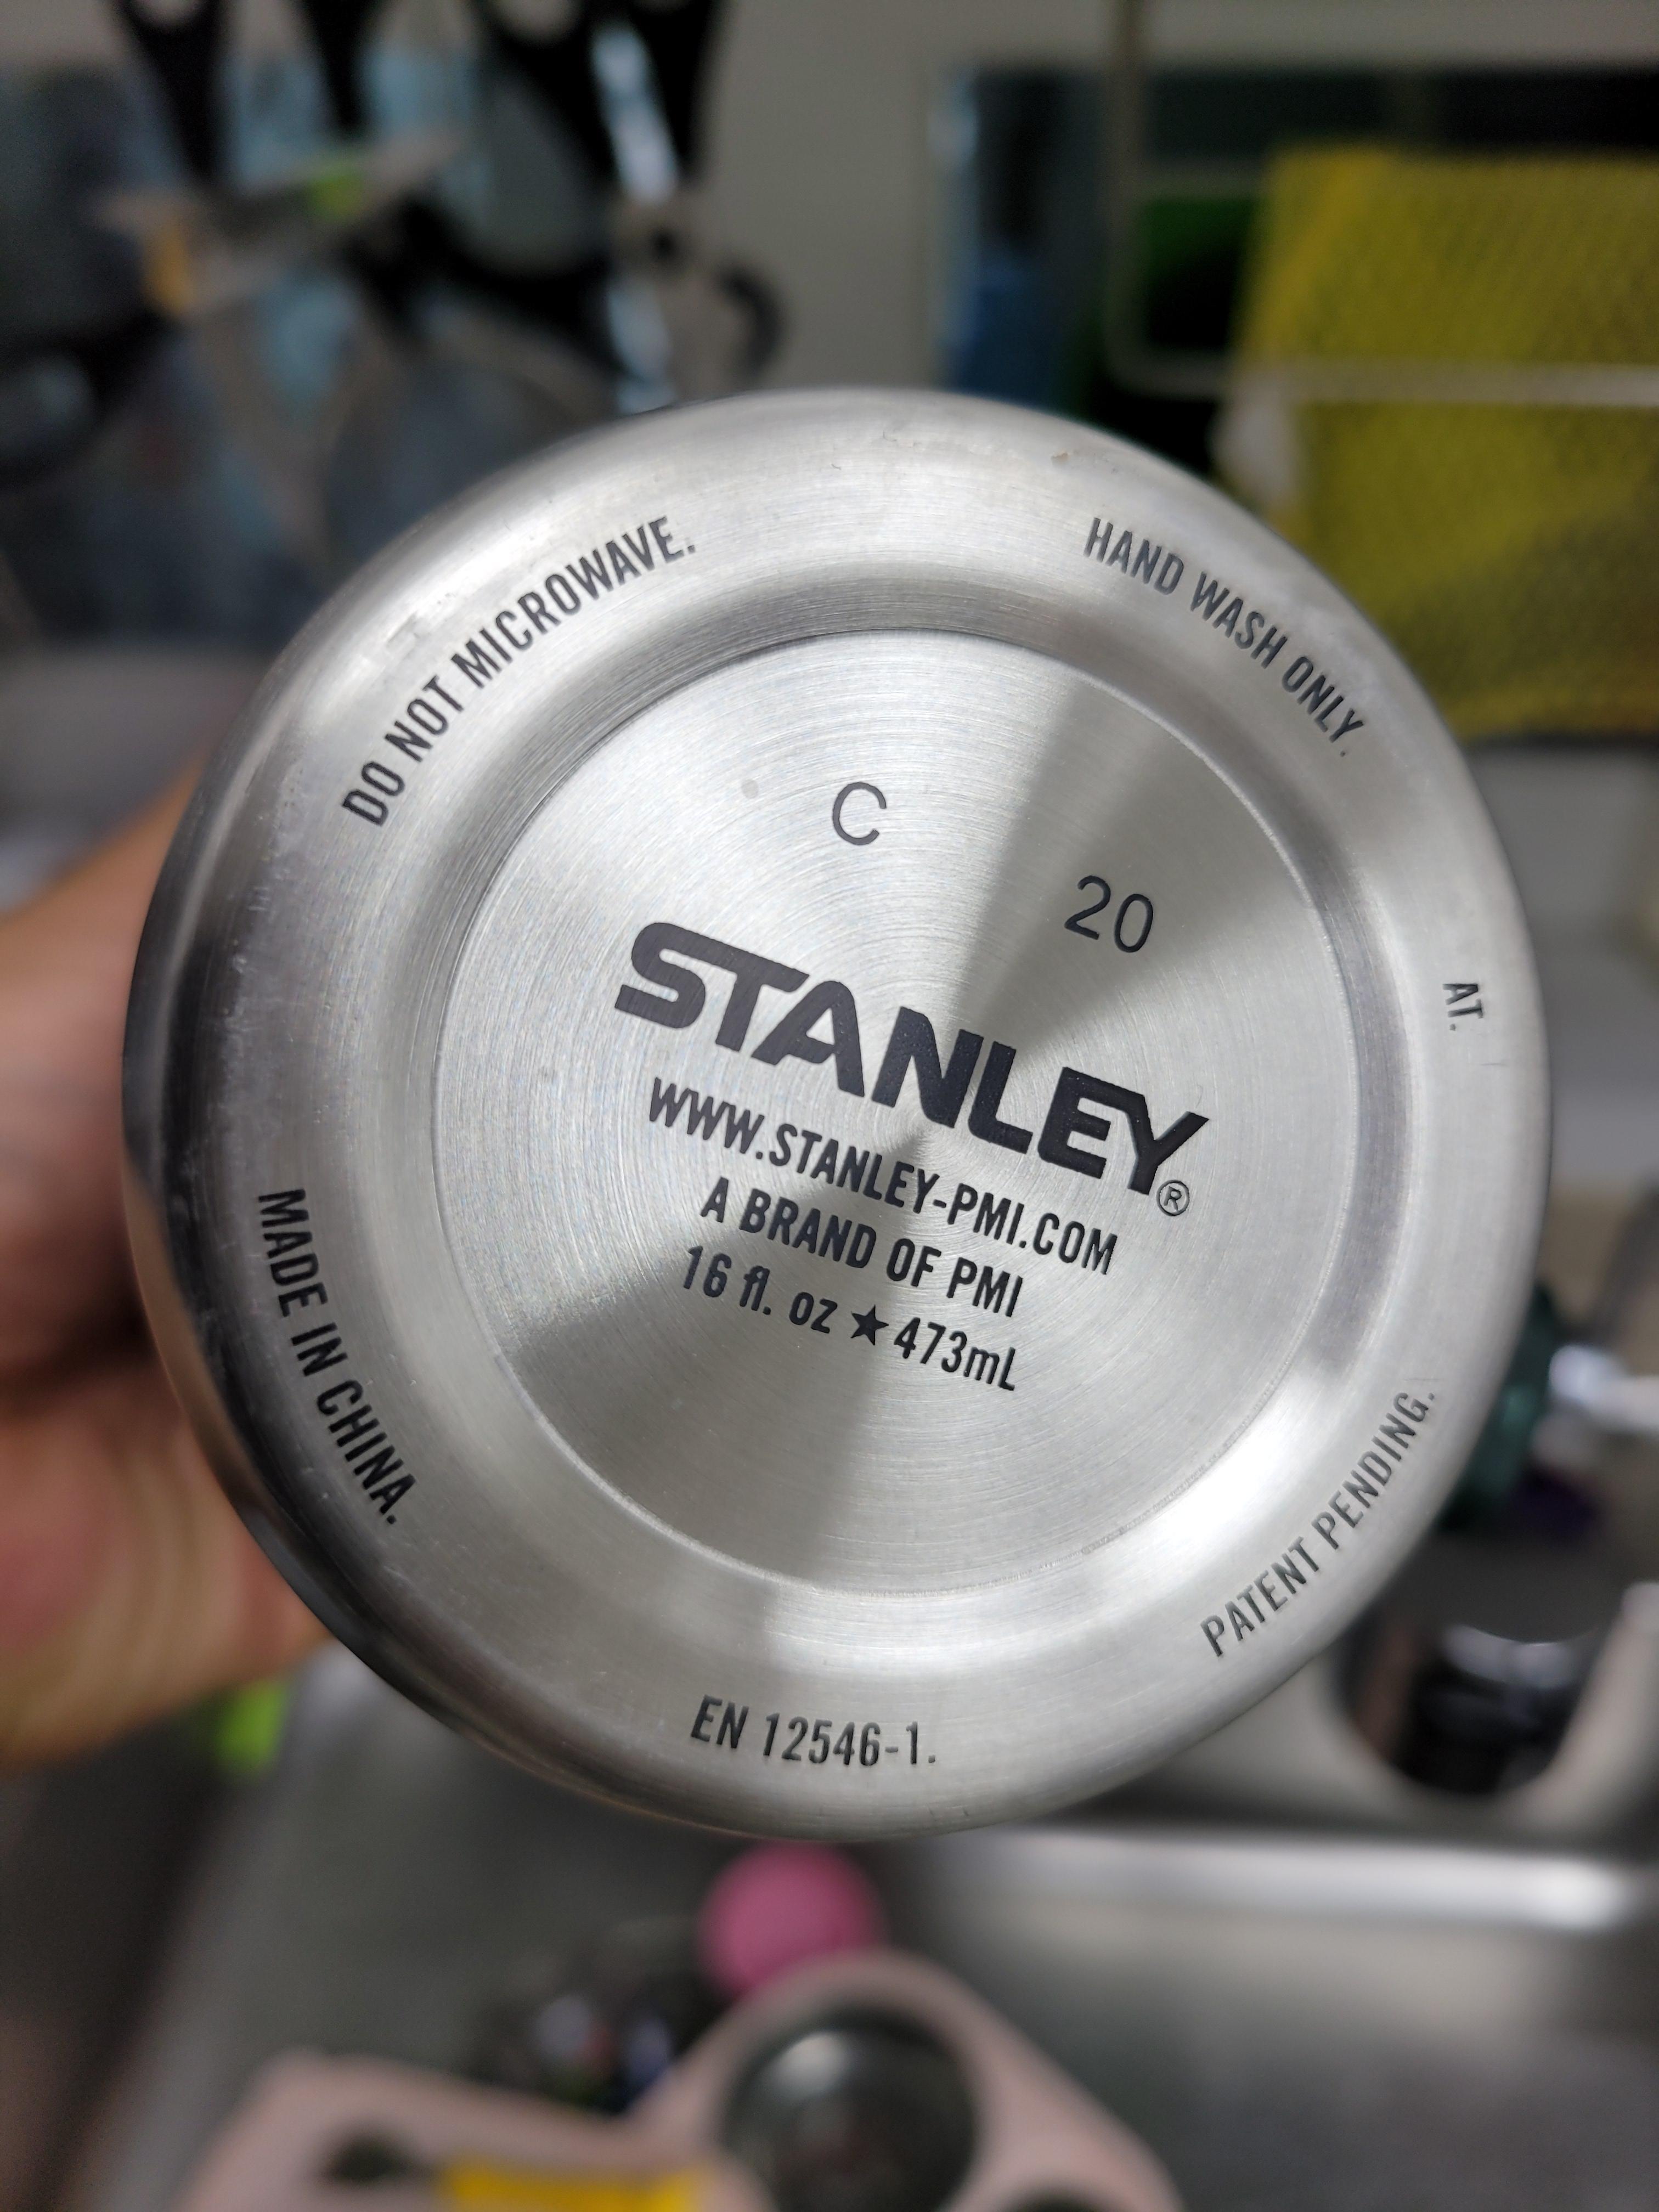 DO NOT MICROWAVE.
HAND WASH ONLY.
C
20
AT.
STANLEY®
WWW.STANLEY-PMI.COM
A BRAND OF PMI
16 fl. oz ★ 473mL
MADE IN CHINA.
PATENT PENDING.
EN 12546-1.